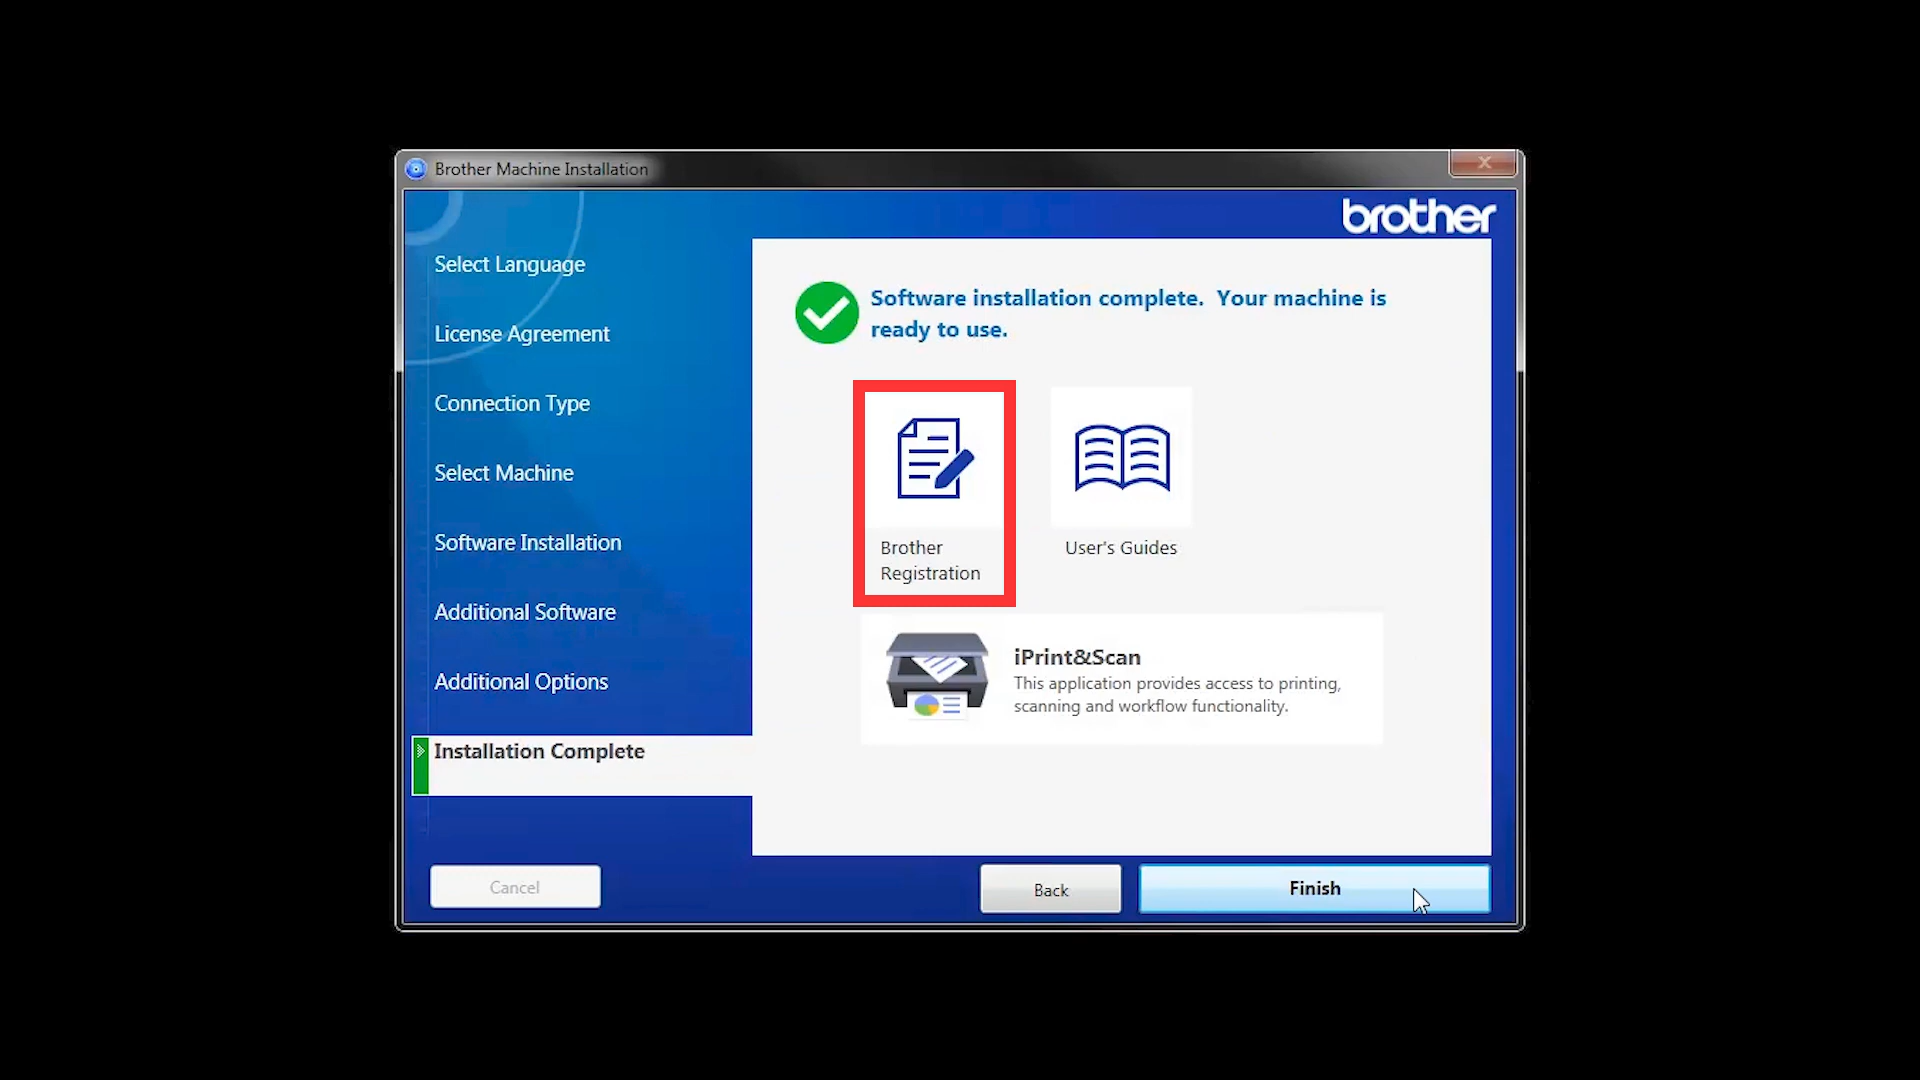 Brother Machine Installation
brother
Select Language
License Agreement
Connection Type
Select Machine
Software Installation
Additional Software
Additional Options
Installation Complete
Software installation complete. Your machine is
ready to use.
Brother
Registration
User's Guides
iPrint&Scan
This application provides access to printing,
scanning and workflow functionality.
Cancel
Back
Finish